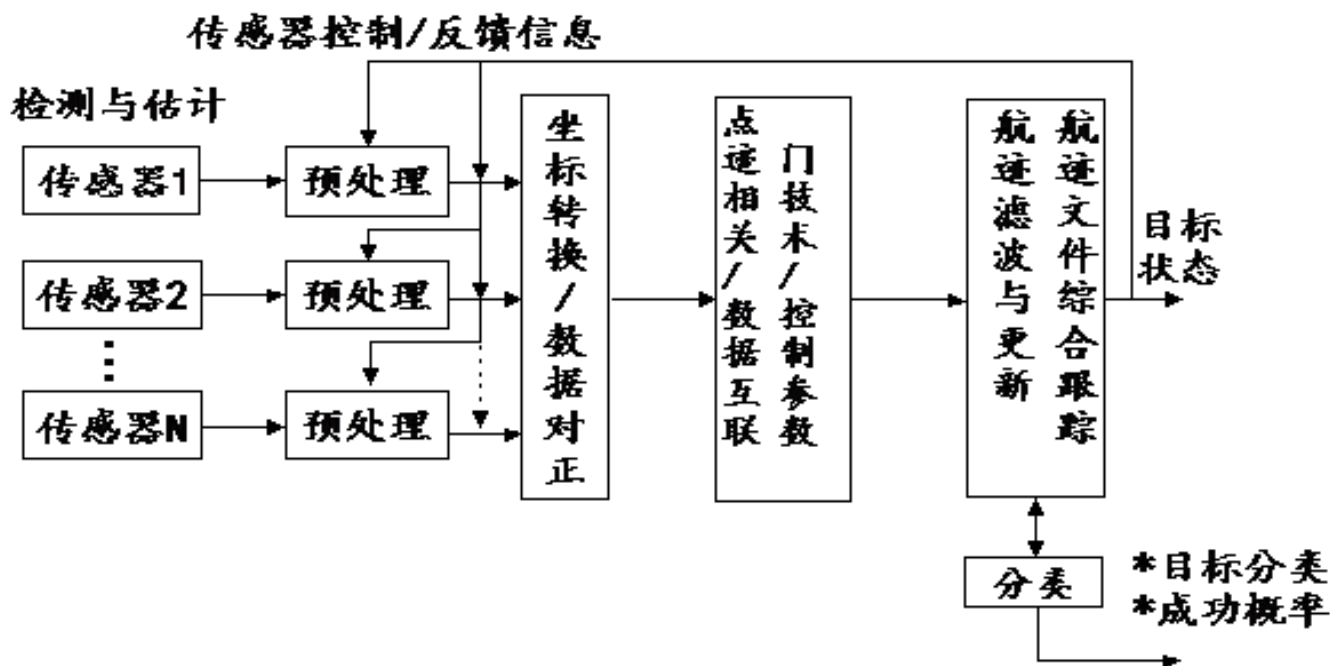 传感器控制/反馈信息
检测与估计
传感器1
预处理
传感器2
预处理
传感器N
预处理
坐标转换/数据对正
点迹相关/数据互联
门技术/控制参数
航迹滤波与更新
航迹文件综合跟踪
目标
状态
分类
*目标分类
*成功概率